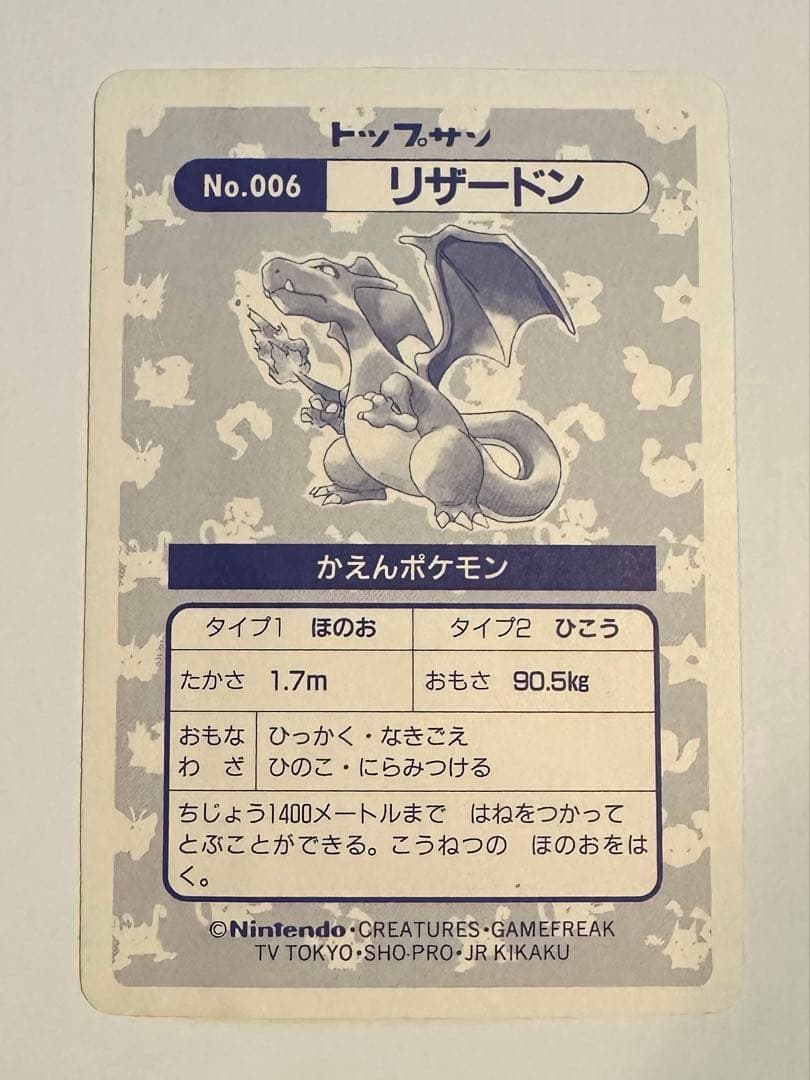 トップサン
No.006 リザードン
かえんポケモン
タイプ1 ほのお タイプ2 ひこう
たかさ 1.7m おもさ 90.5kg
おもな ひっかく・なきごえ
わ ざ ひのこ・にらみつける
ちじょう1400メートルまで はねをつかって
とぶことができる。こうねつの ほのおをは
く。
©Nintendo・CREATURES・GAMEFREAK
TV TOKYO・SHO-PRO・JR KIKAKU